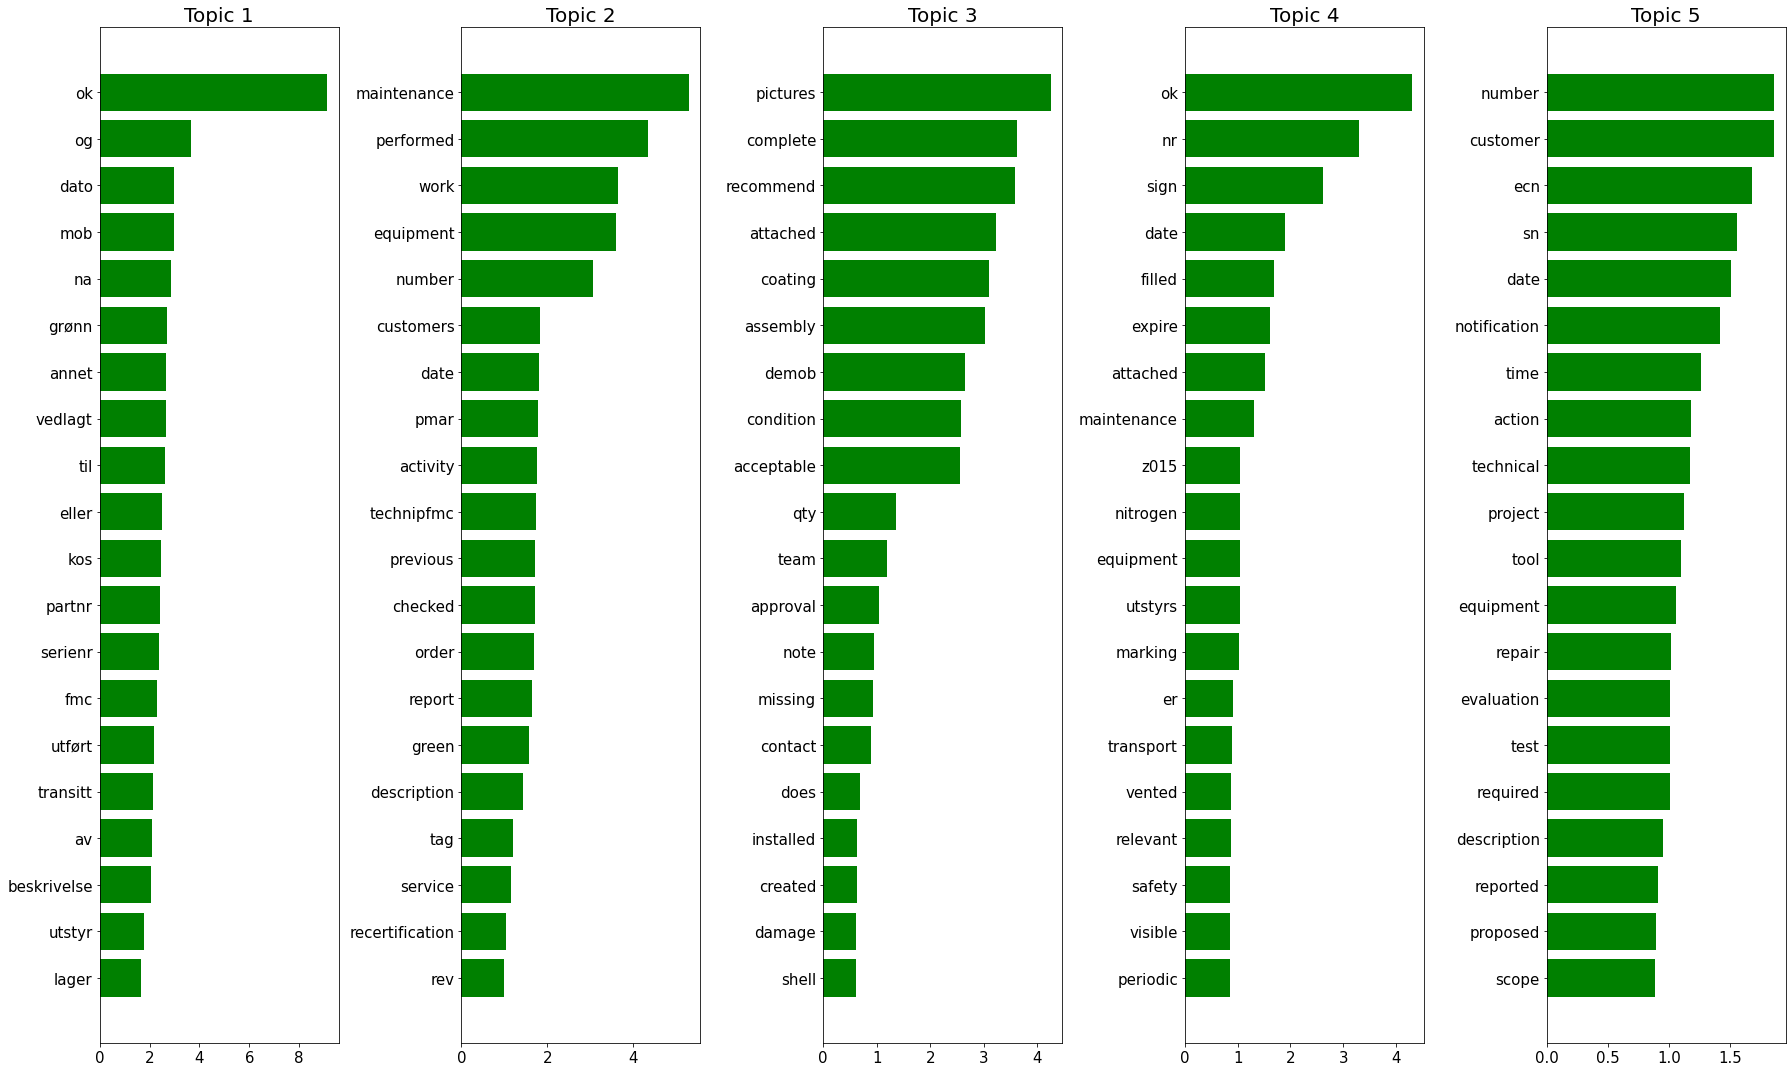 Topic 1
ok
og
dato
mob
na
grønn
annet
vedlagt
til
eller
kos
partnr
serienr
fmc
utført
transitt
av
beskrivelse
utstyr
lager
0 2 4 6 8
Topic 2
maintenance
performed
work
equipment
number
customers
date
pmar
activity
technipfmc
previous
checked
order
report
green
description
tag
service
recertification
rev
0 2 4
Topic 3
pictures
complete
recommend
attached
coating
assembly
demob
condition
acceptable
qty
team
approval
note
missing
contact
does
installed
created
damage
shell
0 1 2 3 4
Topic 4
ok
nr
sign
date
filled
expire
attached
maintenance
z015
nitrogen
equipment
utstyrs
marking
er
transport
vented
relevant
safety
visible
periodic
0 1 2 3 4
Topic 5
number
customer
ecn
sn
date
notification
time
action
technical
project
tool
equipment
repair
evaluation
test
required
description
reported
proposed
scope
0.0 0.5 1.0 1.5